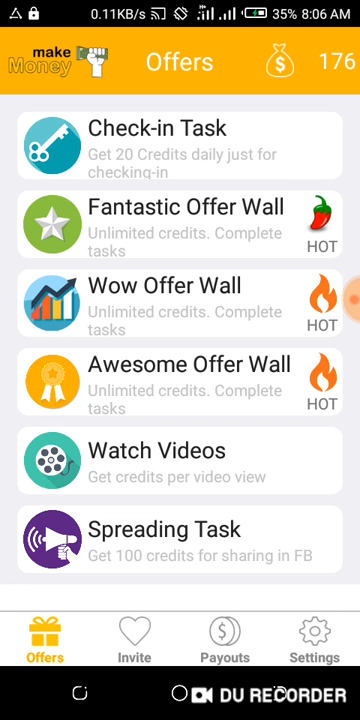 0.11KB/s 35% 8:06 AM
make
Money
Offers
$ 176
Check-in Task
Get 20 Credits daily just for
checking-in
Fantastic Offer Wall
Unlimited credits. Complete
tasks
HOT
Wow Offer Wall
Unlimited credits. Complete
tasks
HOT
Awesome Offer Wall
Unlimited credits. Complete
tasks
HOT
Watch Videos
Get credits per video view
Spreading Task
Get 100 credits for sharing in FB
Offers
Invite
Payouts
Settings
DU RECORDER